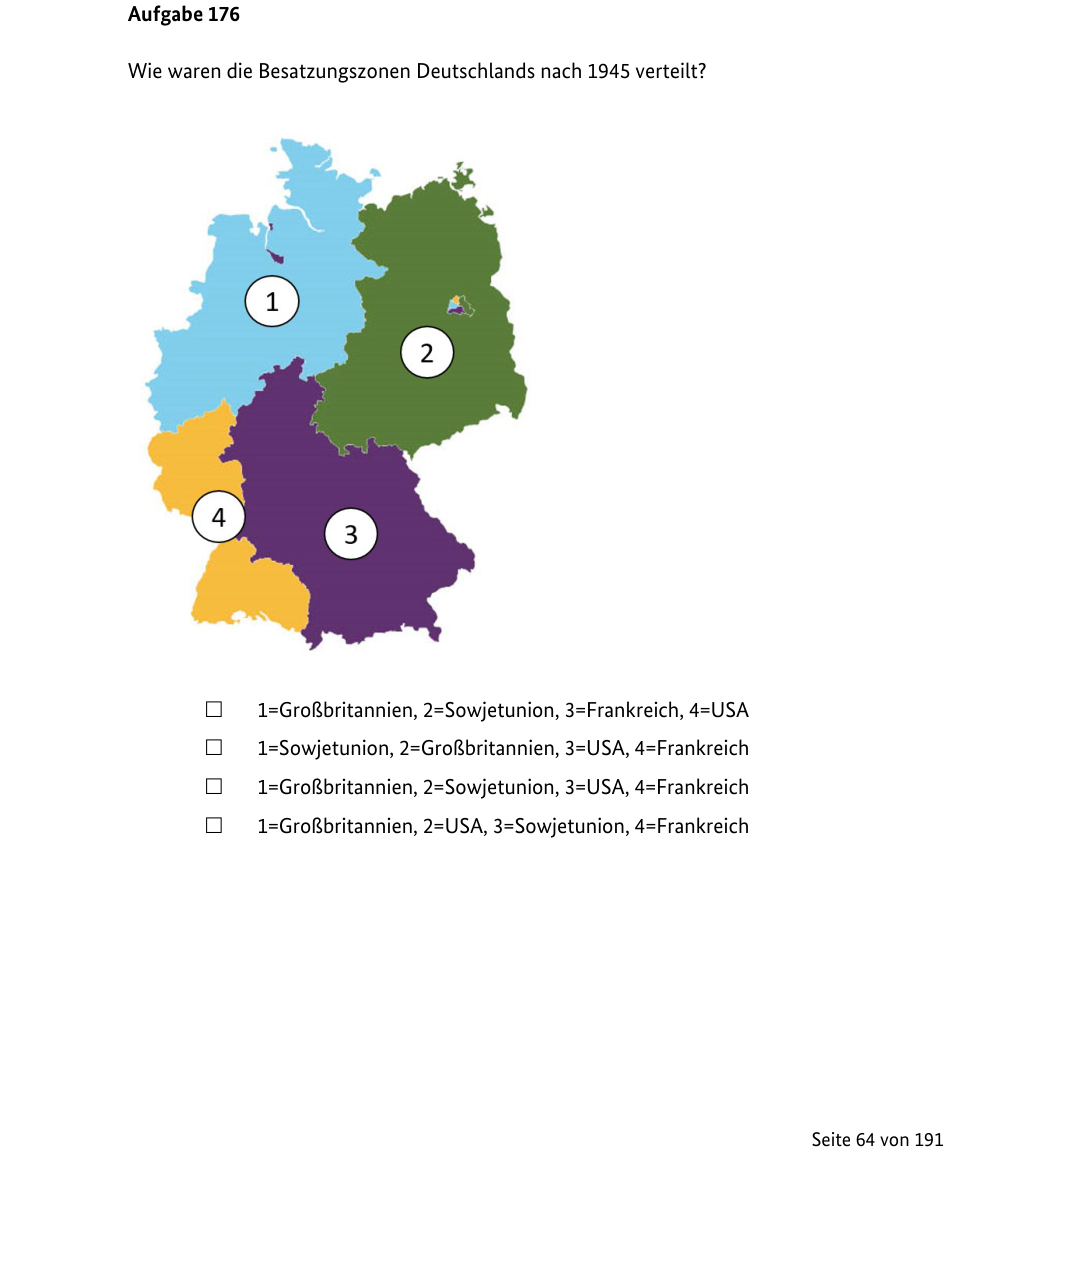 Aufgabe 176
Wie waren die Besatzungszonen Deutschlands nach 1945 verteilt?
1
2
4
3
☐ 1=Großbritannien, 2=Sowjetunion, 3=Frankreich, 4=USA
☐ 1=Sowjetunion, 2=Großbritannien, 3=USA, 4=Frankreich
☐ 1=Großbritannien, 2=Sowjetunion, 3=USA, 4=Frankreich
☐ 1=Großbritannien, 2=USA, 3=Sowjetunion, 4=Frankreich
Seite 64 von 191